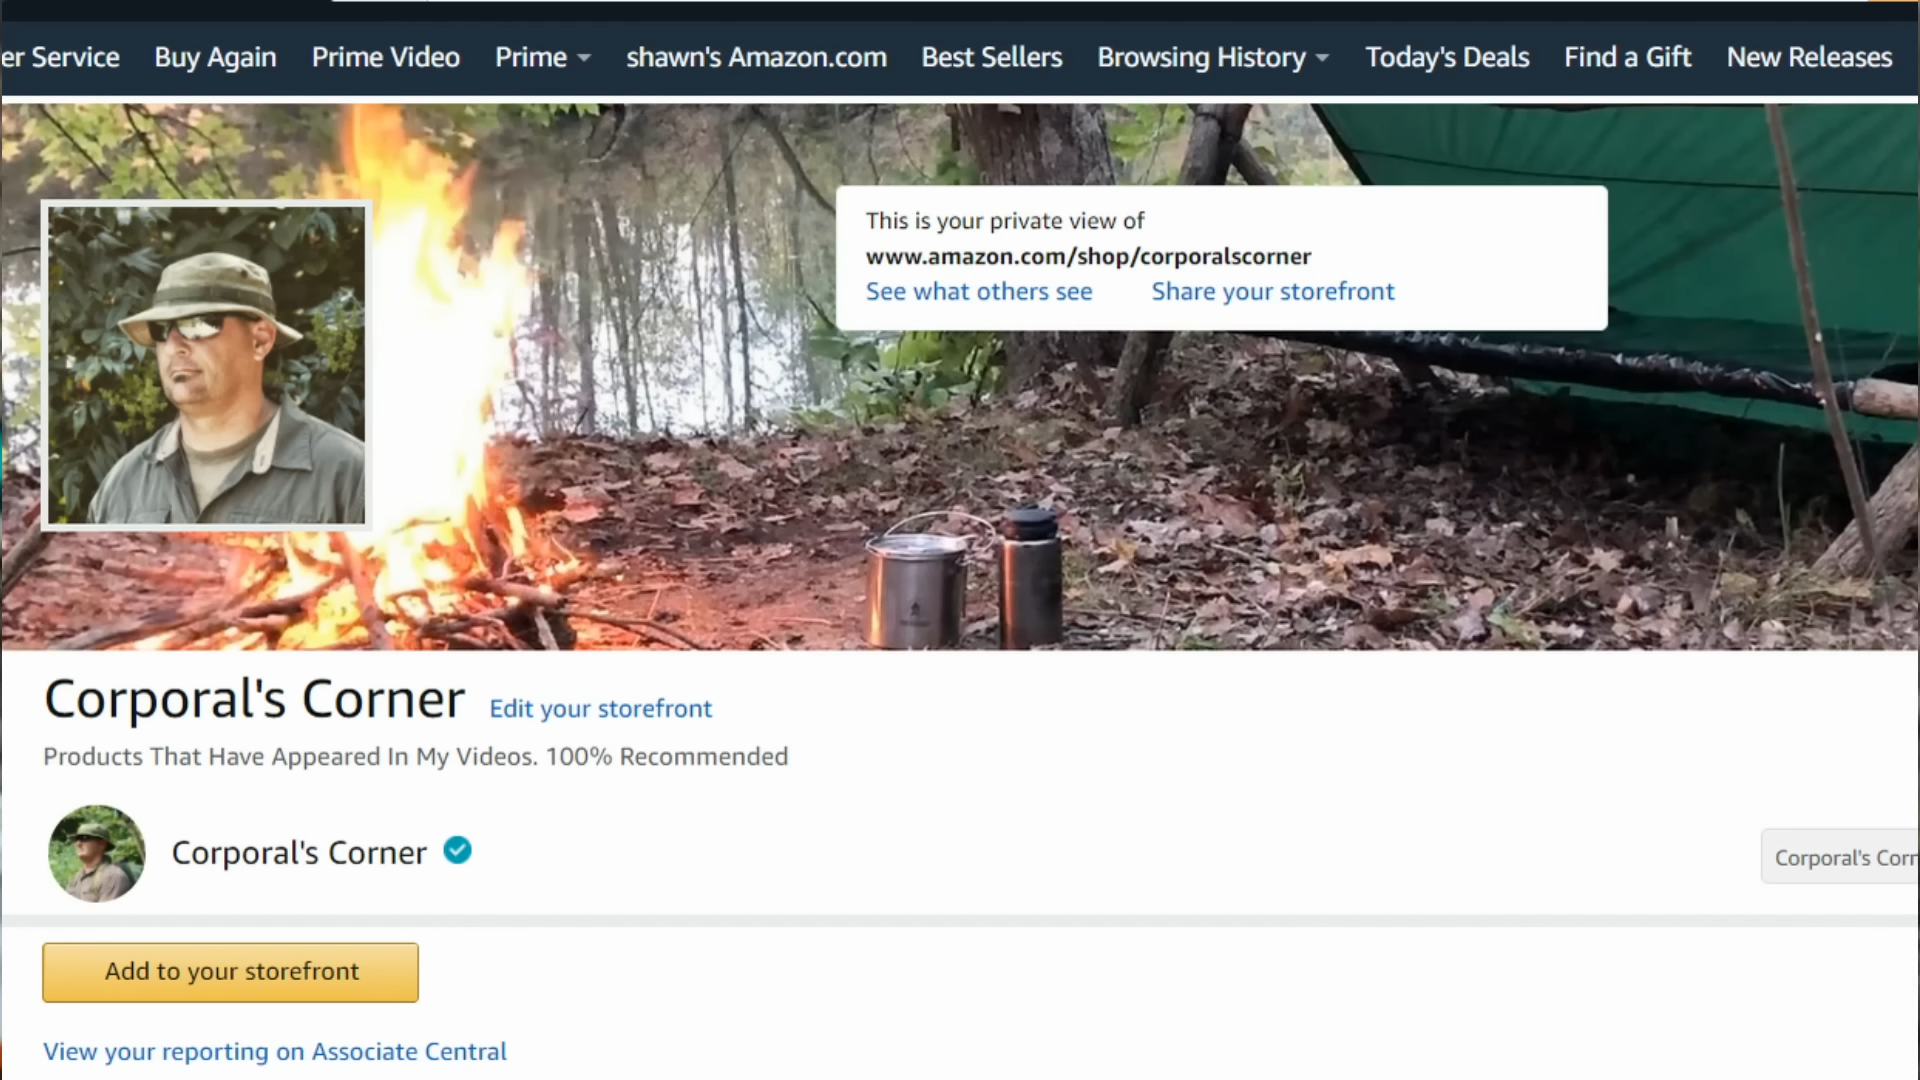 er Service Buy Again Prime Video Prime shawn's Amazon.com Best Sellers Browsing History Today's Deals Find a Gift New Releases
This is your private view of
www.amazon.com/shop/corporalscorner
See what others see Share your storefront
Corporal's Corner Edit your storefront
Products That Have Appeared In My Videos. 100% Recommended
Corporal's Corner
Corporal's Corn
Add to your storefront
View your reporting on Associate Central